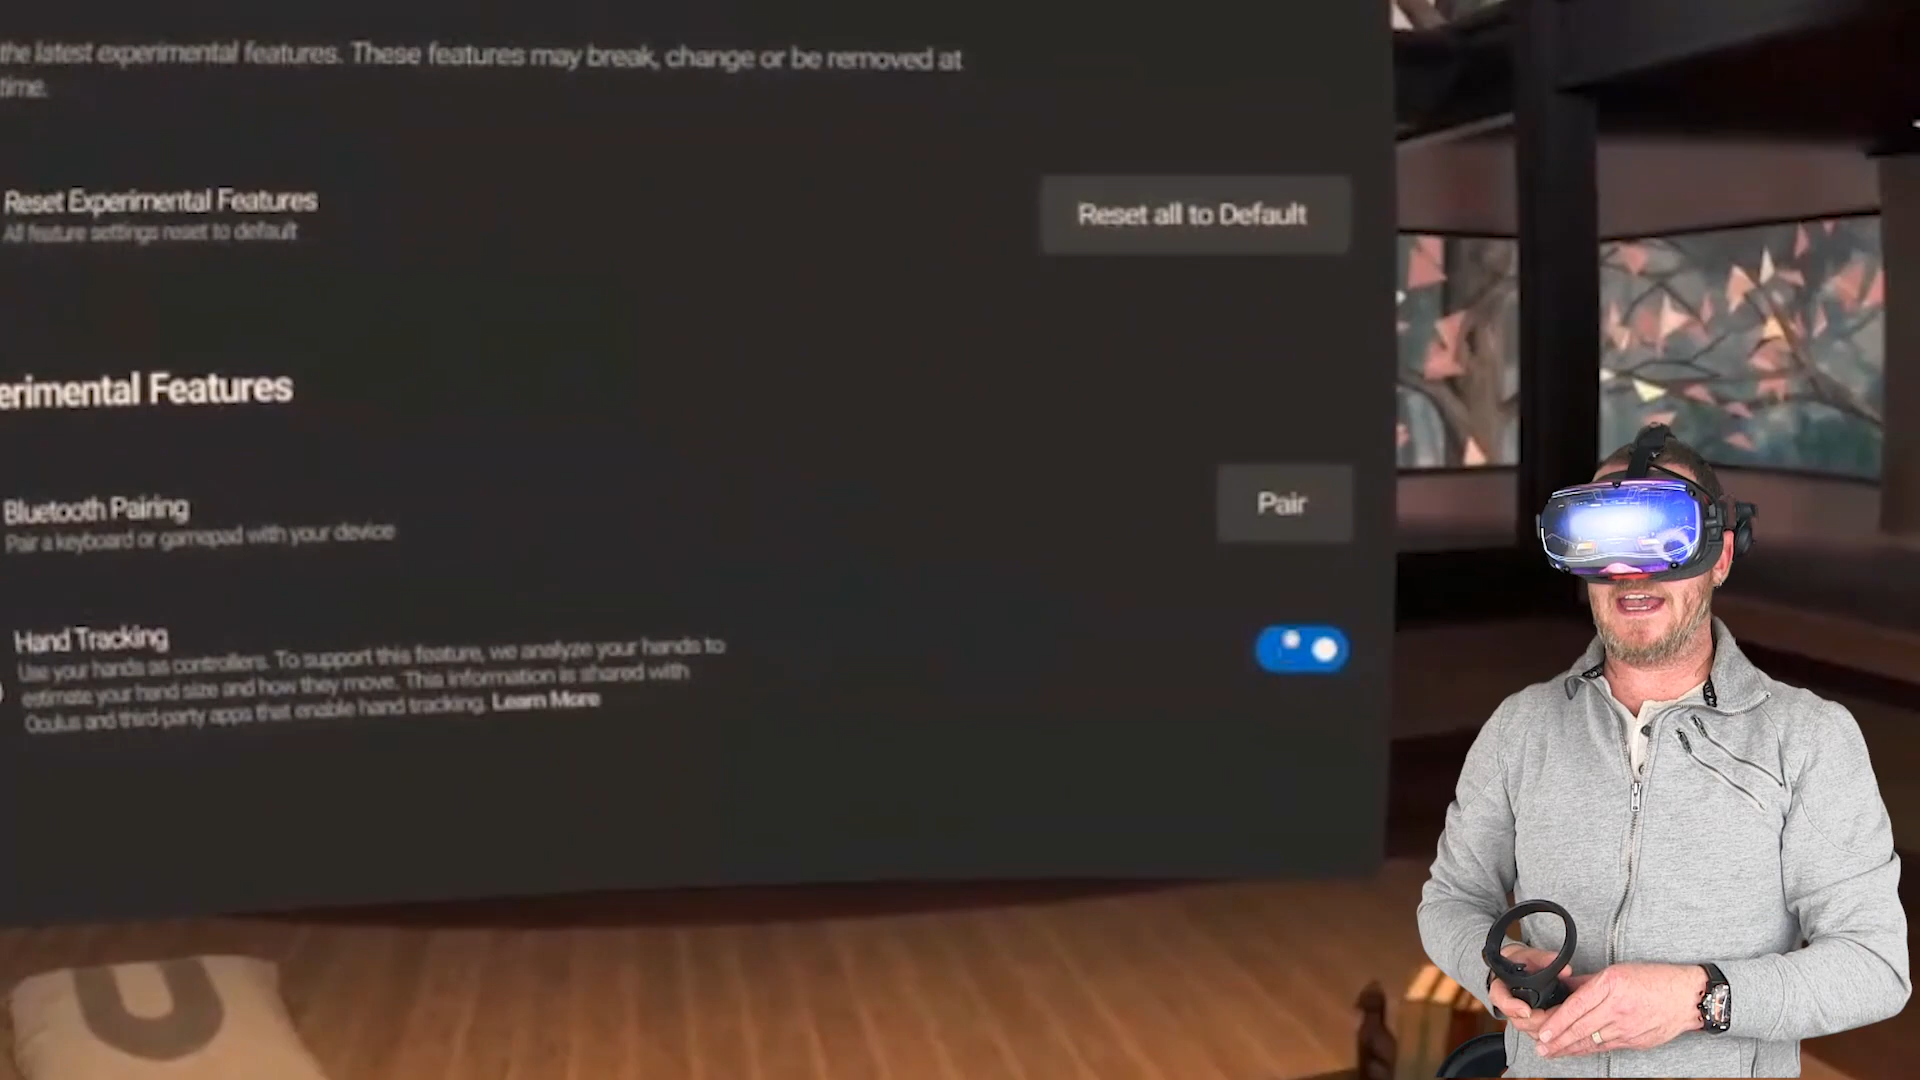 the latest experimental features. These features may break, change or be removed at
time.
Reset Experimental Features
All feature settings reset to default
Reset all to Default
erimental Features
Bluetooth Pairing
Pair a keyboard or gamepad with your device
Pair
Hand Tracking
Use your hands as controllers. To support this feature, we analyze your hands to
estimate your hand size and how they move. This information is shared with
Oculus and third-party apps that enable hand tracking. Learn More